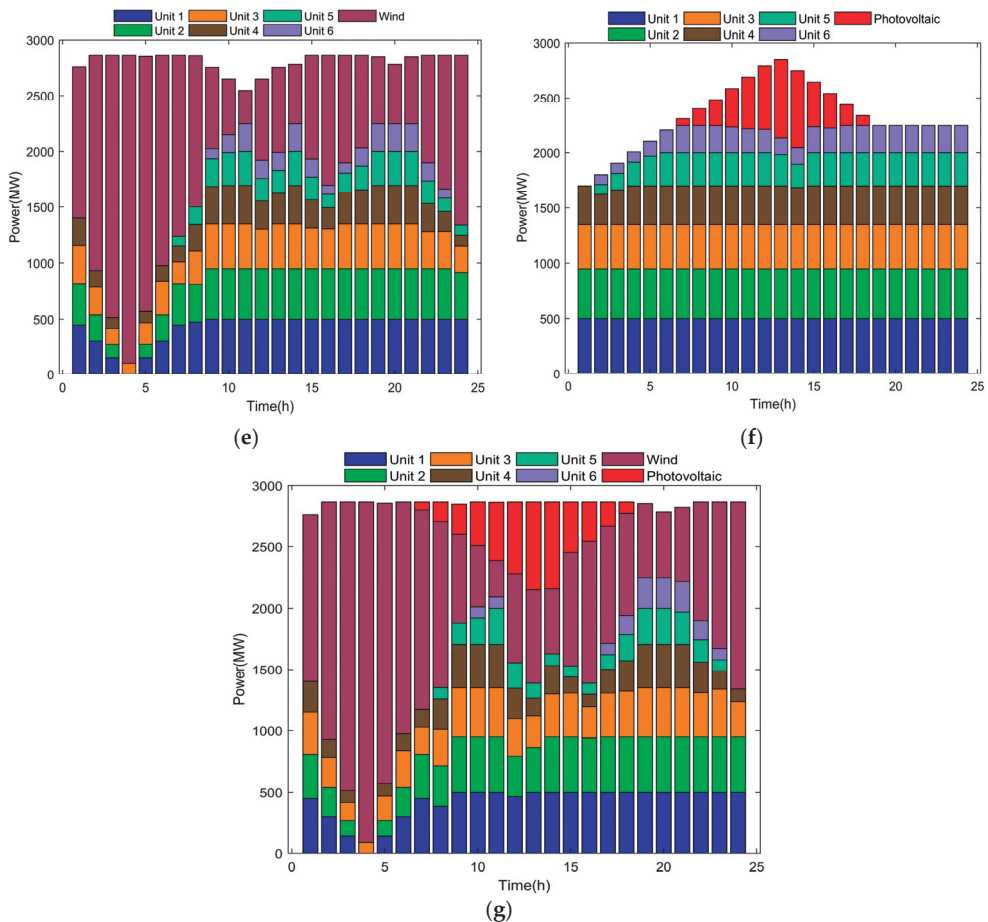 Unit 1 Unit 3 Unit 5 Wind
Unit 2 Unit 4 Unit 6
3000
2500
2000
1500
1000
500
0
Power(MW)
0 5 10 15 20 25
Time(h)
(e)
Unit 1 Unit 3 Unit 5 Photovoltaic
Unit 2 Unit 4 Unit 6
3000
2500
2000
1500
1000
500
0
Power(MW)
0 5 10 15 20 25
Time(h)
(f)
Unit 1 Unit 3 Unit 5 Wind
Unit 2 Unit 4 Unit 6 Photovoltaic
3000
2500
2000
1500
1000
500
0
Power(MW)
0 5 10 15 20 25
Time(h)
(g)